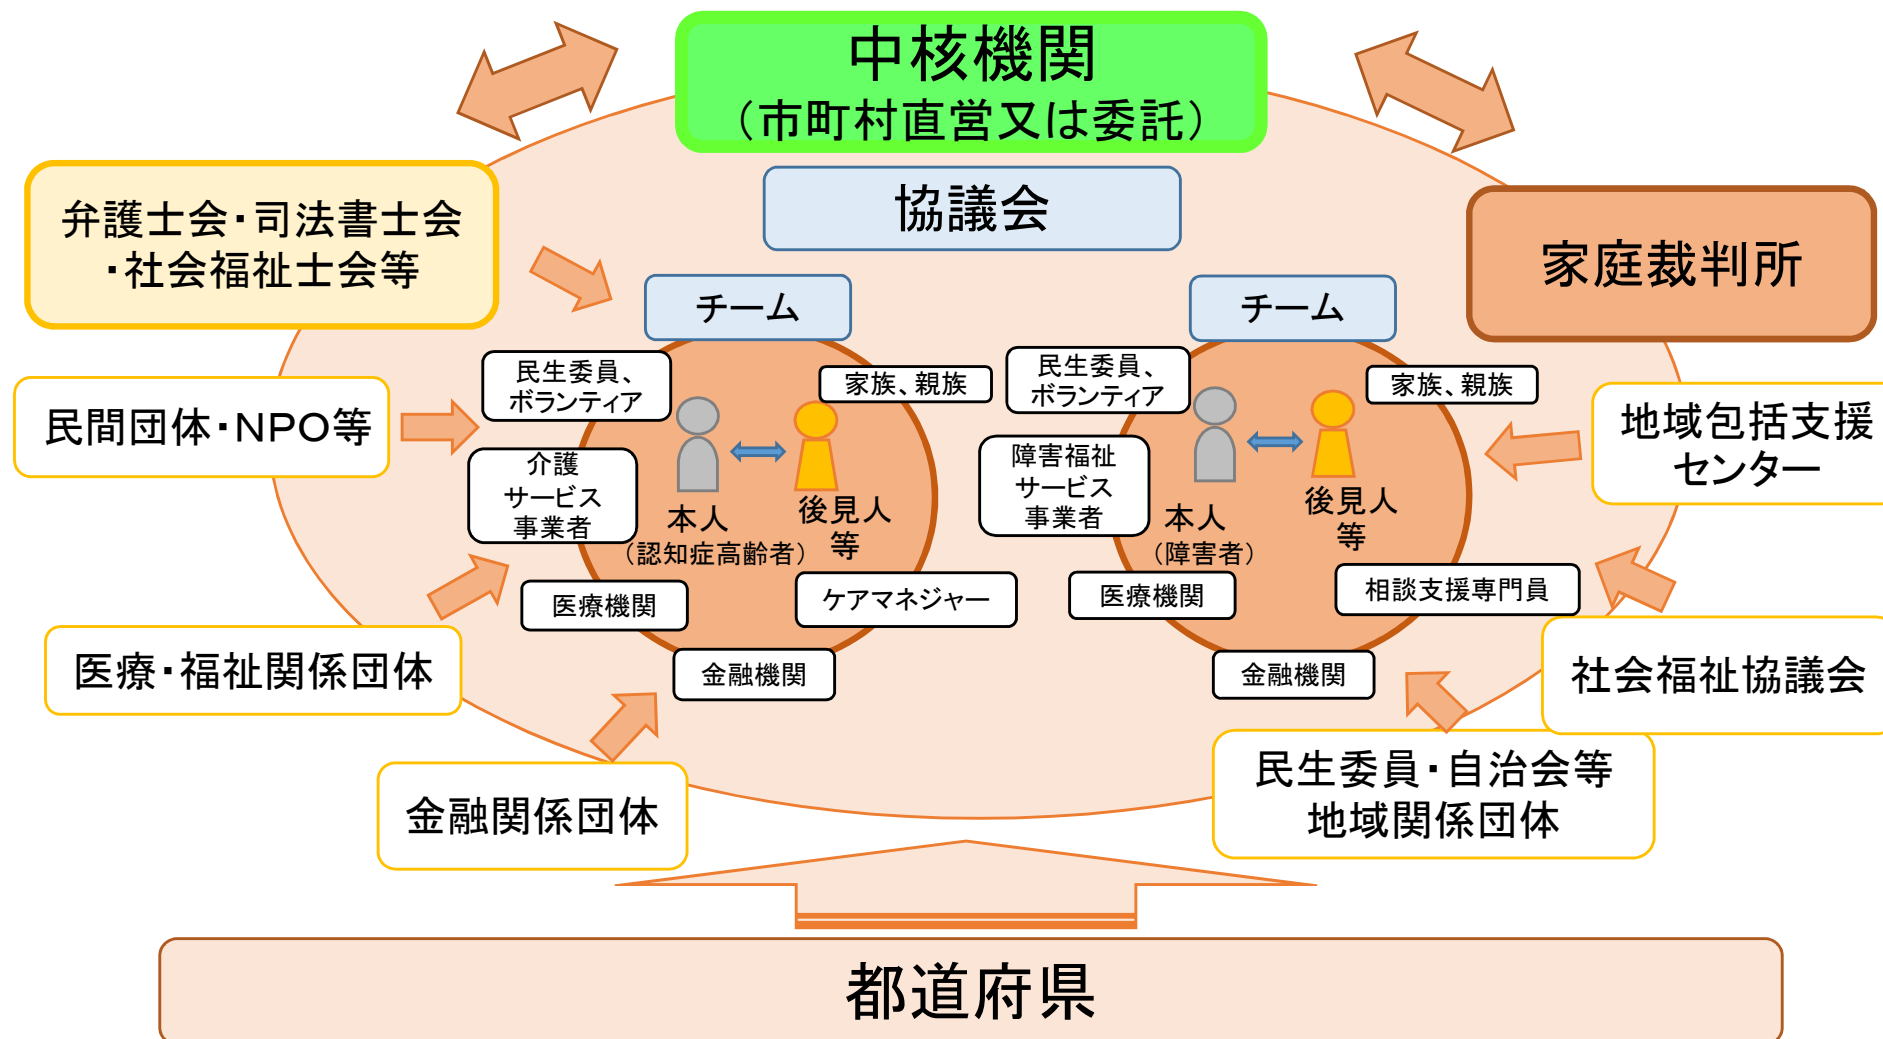 中核機関
（市町村直営又は委託）
協議会
弁護士会・司法書士会
・社会福祉士会等
家庭裁判所
チーム
民生委員、
ボランティア
家族、親族
介護
サービス
事業者
本人
（認知症高齢者）
後見人
等
医療機関
ケアマネジャー
金融機関
チーム
民生委員、
ボランティア
家族、親族
障害福祉
サービス
事業者
本人
（障害者）
後見人
等
医療機関
相談支援専門員
金融機関
民間団体・NPO等
地域包括支援
センター
医療・福祉関係団体
社会福祉協議会
金融関係団体
民生委員・自治会等
地域関係団体
都道府県